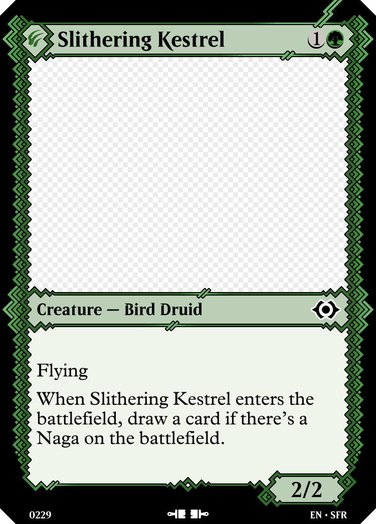 Slithering Kestrel 1
Creature — Bird Druid
Flying
When Slithering Kestrel enters the
battlefield, draw a card if there's a
Naga on the battlefield.
2/2
0229
EN • SFR